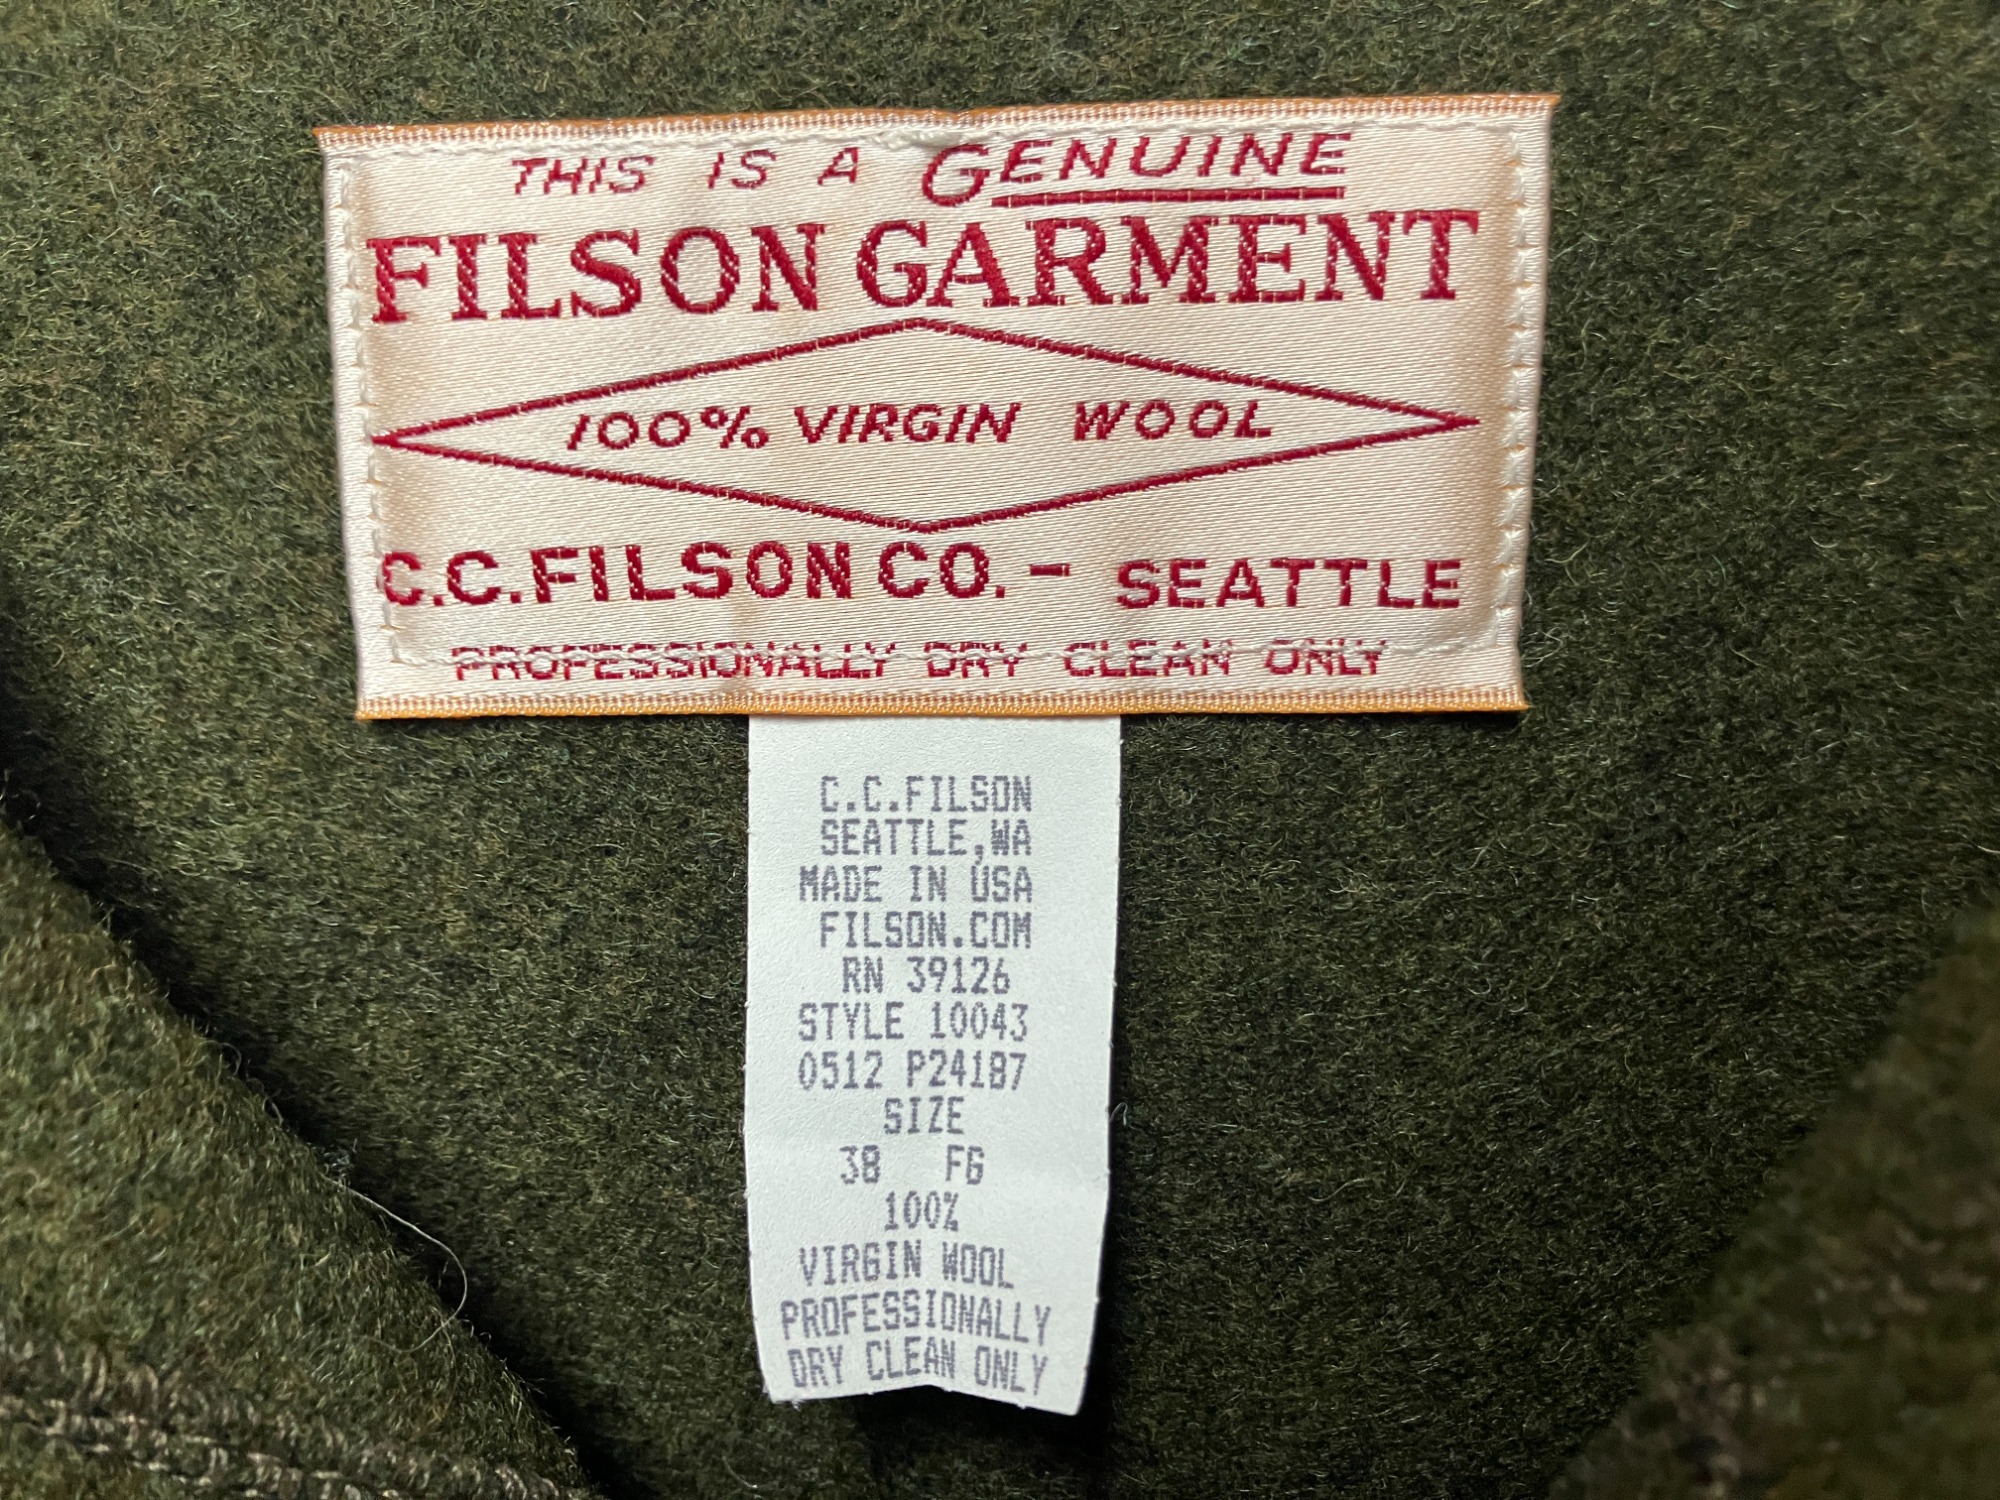 THIS IS A GENUINE
FILSON GARMENT
100% VIRGIN WOOL
C.C. FILSON CO. - SEATTLE
PROFESSIONALLY DRY CLEAN ONLY
C.C.FILSON
SEATTLE,WA
MADE IN USA
FILSON.COM
RN 39126
STYLE 10043
0512 P24187
SIZE
38 FG
100%
VIRGIN WOOL
PROFESSIONALLY
DRY CLEAN ONLY